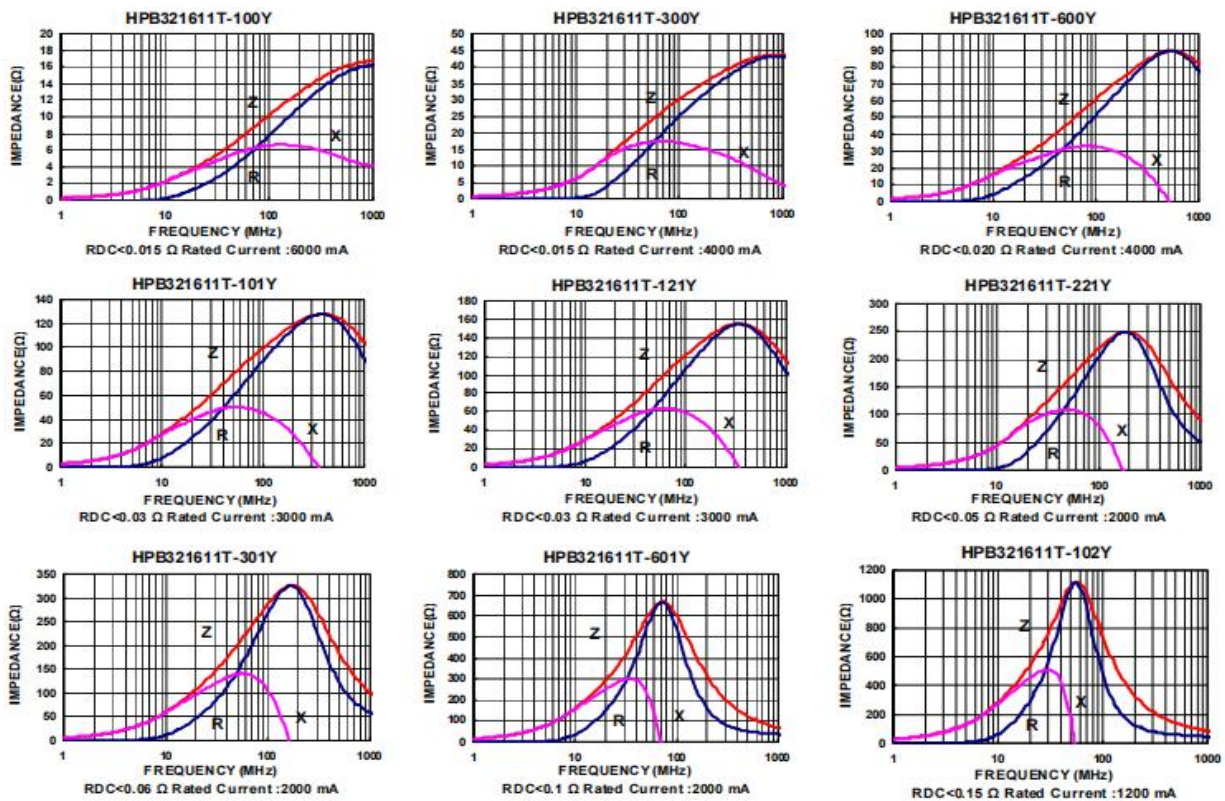 HPB321611T-100Y
IMPEDANCE(Ω)
20
18
16
14
12
10
8
6
4
2
0
Z
X
R
1 10 100 1000
FREQUENCY (MHz)
RDC<0.015 Ω Rated Current :6000 mA
HPB321611T-300Y
IMPEDANCE(Ω)
50
45
40
35
30
25
20
15
10
5
0
Z
X
R
1 10 100 1000
FREQUENCY (MHz)
RDC<0.015 Ω Rated Current :4000 mA
HPB321611T-600Y
IMPEDANCE(Ω)
100
90
80
70
60
50
40
30
20
10
0
Z
X
R
1 10 100 1000
FREQUENCY (MHz)
RDC<0.020 Ω Rated Current :4000 mA
HPB321611T-101Y
IMPEDANCE(Ω)
140
120
100
80
60
40
20
0
Z
R
X
1 10 100 1000
FREQUENCY (MHz)
RDC<0.03 Ω Rated Current :3000 mA
HPB321611T-121Y
IMPEDANCE(Ω)
180
160
140
120
100
80
60
40
20
0
Z
X
R
1 10 100 1000
FREQUENCY (MHz)
RDC<0.03 Ω Rated Current :3000 mA
HPB321611T-221Y
IMPEDANCE(Ω)
300
250
200
150
100
50
0
Z
X
R
1 10 100 1000
FREQUENCY (MHz)
RDC<0.05 Ω Rated Current :2000 mA
HPB321611T-301Y
IMPEDANCE(Ω)
350
300
250
200
150
100
50
0
Z
R
X
1 10 100 1000
FREQUENCY (MHz)
RDC<0.06 Ω Rated Current :2000 mA
HPB321611T-601Y
IMPEDANCE(Ω)
800
700
600
500
400
300
200
100
0
Z
R
X
1 10 100 1000
FREQUENCY (MHz)
RDC<0.1 Ω Rated Current :2000 mA
HPB321611T-102Y
IMPEDANCE(Ω)
1200
1000
800
600
400
200
0
Z
X
R
1 10 100 1000
FREQUENCY (MHz)
RDC<0.15 Ω Rated Current :1200 mA